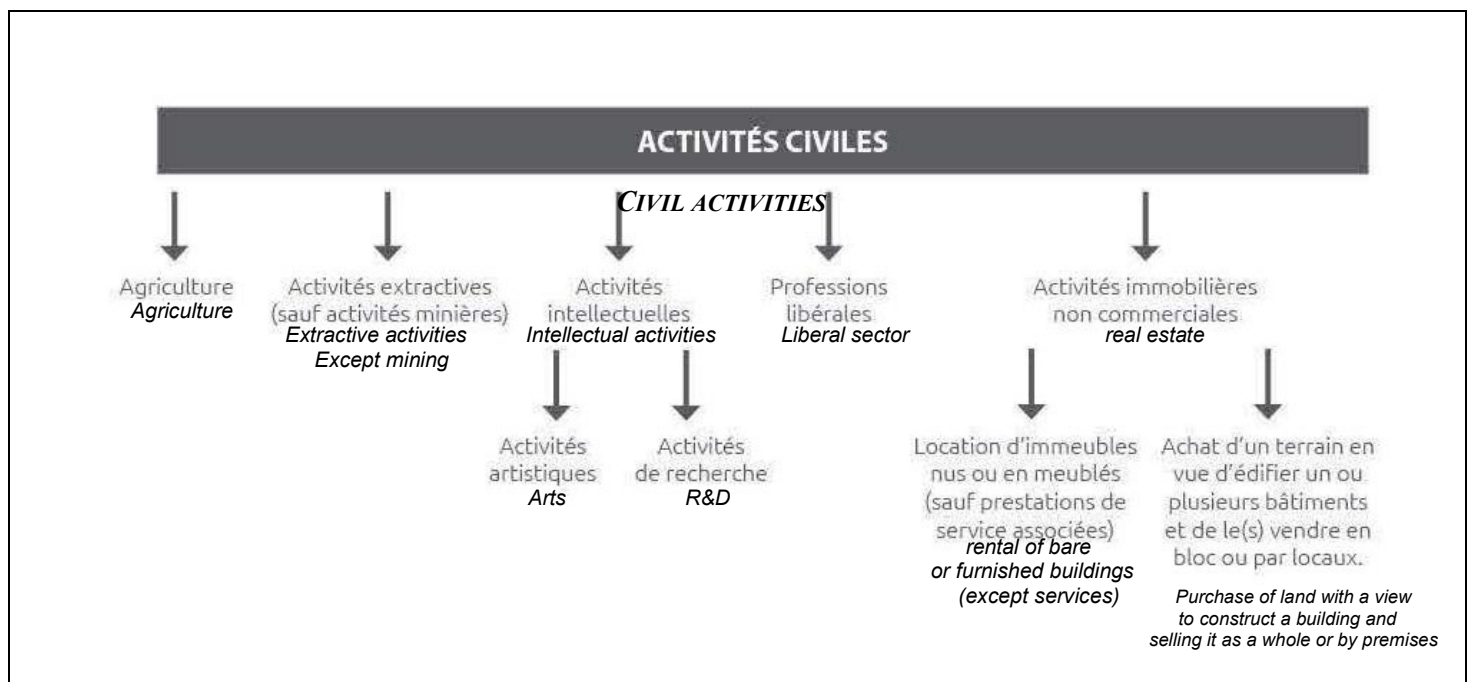 ACTIVITÉS CIVILES
CIVIL ACTIVITIES
Agriculture
Agriculture
Activités extractives
(sauf activités minières)
Extractive activities
Except mining
Activités
intellectuelles
Intellectual activities
Professions
libérales
Liberal sector
Activités immobilières
non commerciales
real estate
Activités
artistiques
Arts
Activités
de recherche
R&D
Location d'immeubles
nus ou en meublés
(sauf prestations de
service associées)
rental of bare
or furnished buildings
(except services)
Achat d'un terrain en
vue d'édifier un ou
plusieurs bâtiments
et de le(s) vendre en
bloc ou par locaux.
Purchase of land with a view
to construct a building and
selling it as a whole or by premises